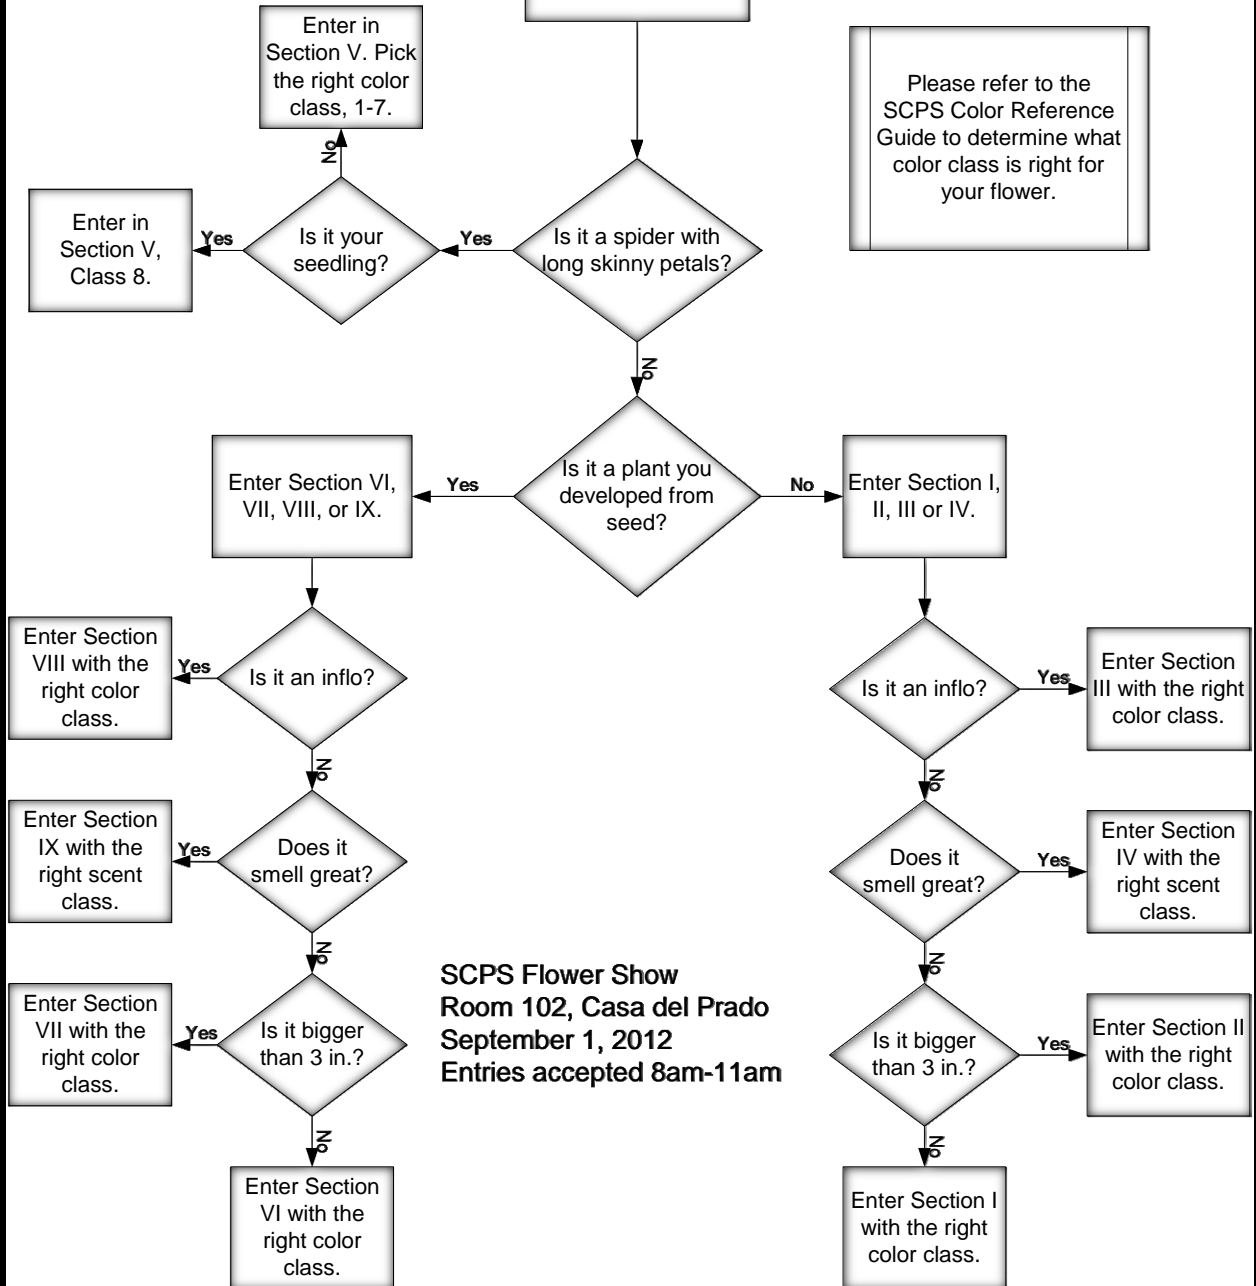 Enter in
Section V. Pick
the right color
class, 1-7.
Please refer to the
SCPS Color Reference
Guide to determine what
color class is right for
your flower.
No
Enter in
Section V,
Class 8.
Yes
Is it your
seedling?
Yes
Is it a spider with
long skinny petals?
No
Enter Section VI,
VII, VIII, or IX.
Yes
Is it a plant you
developed from
seed?
No
Enter Section I,
II, III or IV.
Enter Section
VIII with the
right color
class.
Yes
Is it an inflo?
Is it an inflo?
Yes
Enter Section
III with the right
color class.
No
No
Enter Section
IX with the
right scent
class.
Yes
Does it
smell great?
Does it
smell great?
Yes
Enter Section
IV with the
right scent
class.
No
No
SCPS Flower Show
Room 102, Casa del Prado
September 1, 2012
Entries accepted 8am-11am
Enter Section
VII with the
right color
class.
Yes
Is it bigger
than 3 in.?
Is it bigger
than 3 in.?
Yes
Enter Section II
with the right
color class.
No
No
Enter Section
VI with the
right color
class.
Enter Section I
with the right
color class.